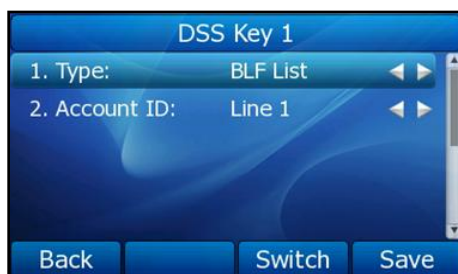 DSS Key 1
1. Type: BLF List
2. Account ID: Line 1
Back Switch Save